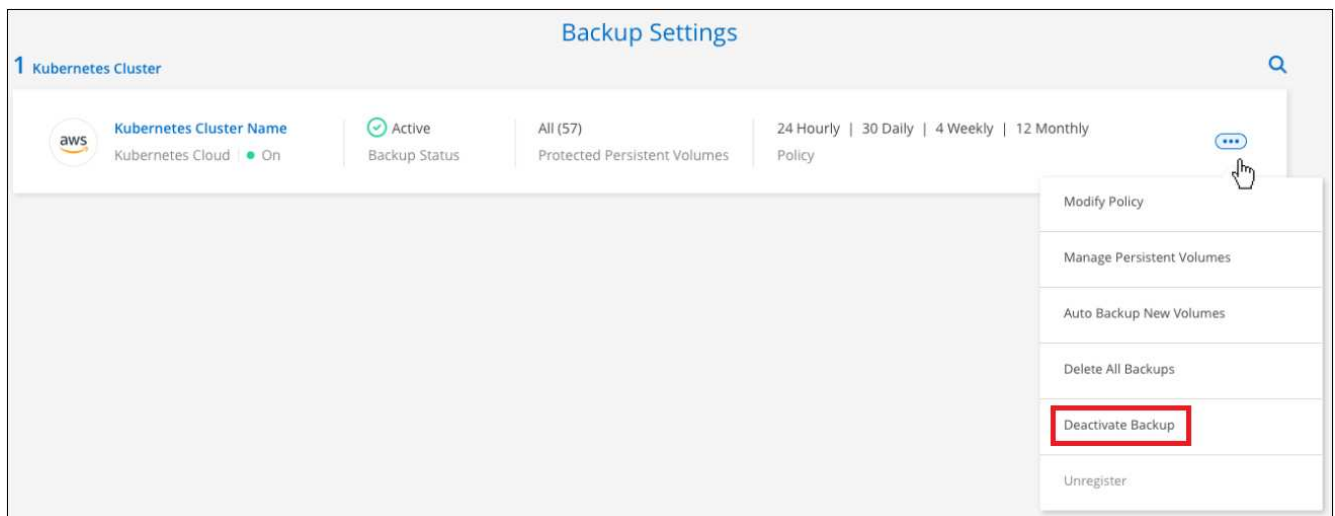 Backup Settings
1 Kubernetes Cluster
aws
Kubernetes Cluster Name
Kubernetes Cloud | On
Active
Backup Status
All (57)
Protected Persistent Volumes
24 Hourly | 30 Daily | 4 Weekly | 12 Monthly
Policy
Modify Policy
Manage Persistent Volumes
Auto Backup New Volumes
Delete All Backups
Deactivate Backup
Unregister